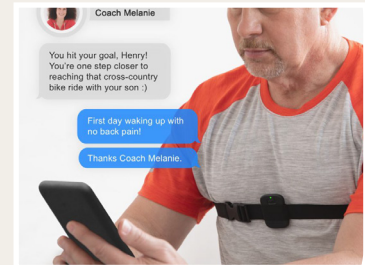 Coach Melanie
You hit your goal, Henry!
You're one step closer to
reaching that cross-country
bike ride with your son :)
First day waking up with
no back pain!
Thanks Coach Melanie.